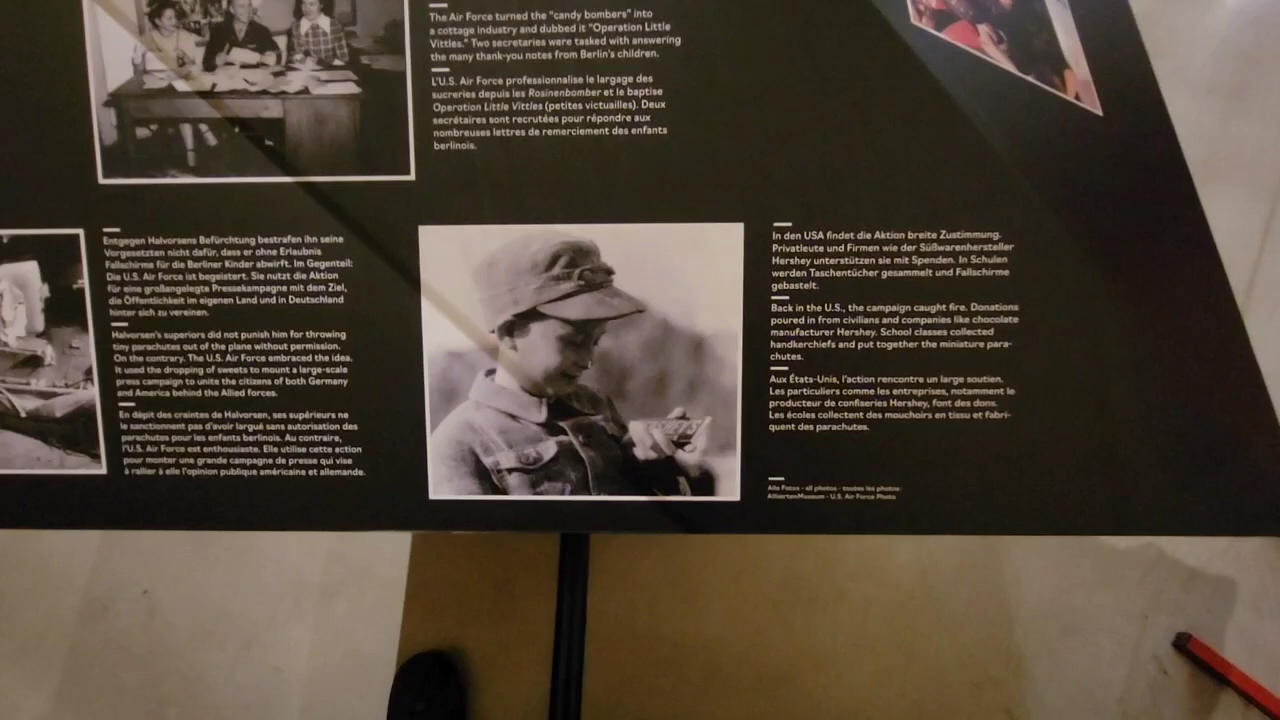 The Air Force turned the "candy bombers" into
a cottage industry and dubbed it "Operation Little
Vittles." Two secretaries were tasked with answering
the many thank-you notes from Berlin's children.
L'U.S. Air Force professionnalise le largage des
sucreries depuis les Rosinenbomber et le baptise
Operation Little Vittles (petites victuailles). Deux
secrétaires sont recrutées pour répondre aux
nombreuses lettres de remerciement des enfants
berlinois.
Entgegen Halvorsens Befürchtung bestrafen ihn seine
Vorgesetzten nicht dafür, dass er ohne Erlaubnis
Fallschirme für die Berliner Kinder abwirft. Im Gegenteil:
Die U.S. Air Force ist begeistert. Sie nutzt die Aktion
für eine großangelegte Pressekampagne mit dem Ziel,
die Öffentlichkeit im eigenen Land und in Deutschland
hinter sich zu vereinen.
Halvorsen's superiors did not punish him for throwing
tiny parachutes out of the plane without permission.
On the contrary. The U.S. Air Force embraced the idea.
It used the dropping of sweets to mount a large-scale
press campaign to unite the citizens of both Germany
and America behind the Allied forces.
En dépit des craintes de Halvorsen, ses supérieurs ne
le sanctionnent pas d'avoir largué sans autorisation des
parachutes pour les enfants berlinois. Au contraire,
l'U.S. Air Force est enthousiaste. Elle utilise cette action
pour monter une grande campagne de presse qui vise
à rallier à elle l'opinion publique américaine et allemande.
In den USA findet die Aktion breite Zustimmung.
Privatleute und Firmen wie der Süßwarenhersteller
Hershey unterstützen sie mit Spenden. In Schulen
werden Taschentücher gesammelt und Fallschirme
gebastelt.
Back in the U.S., the campaign caught fire. Donations
poured in from civilians and companies like chocolate
manufacturer Hershey. School classes collected
handkerchiefs and put together the miniature para-
chutes.
Aux États-Unis, l'action rencontre un large soutien.
Les particuliers comme les entreprises, notamment le
producteur de confiseries Hershey, font des dons.
Les écoles collectent des mouchoirs en tissu et fabri-
quent des parachutes.
Alle Fotos - all photos - toutes les photos:
AlliiertenMuseum - U.S. Air Force Photo